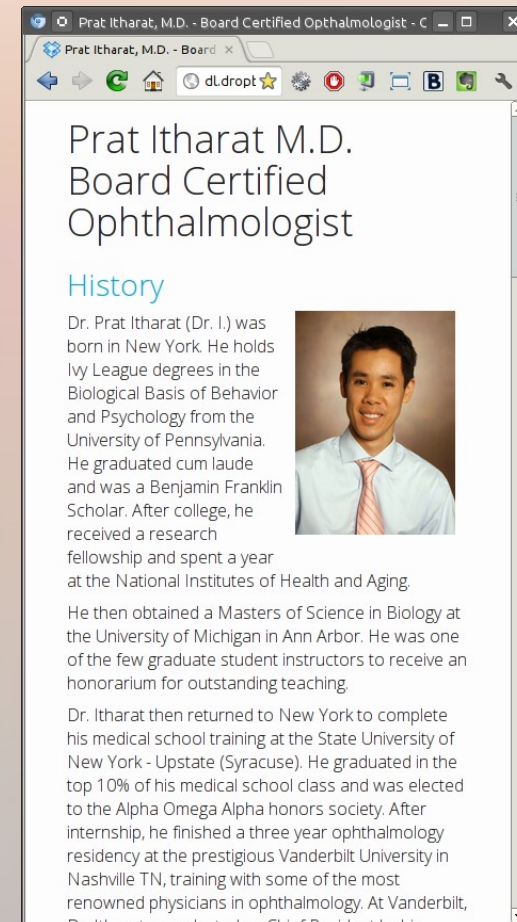 Prat Itharat, M.D. - Board Certified Opthalmologist - C
Prat Itharat, M.D. - Board
dl.dropt
Prat Itharat M.D.
Board Certified
Ophthalmologist
History
Dr. Prat Itharat (Dr. I.) was
born in New York. He holds
Ivy League degrees in the
Biological Basis of Behavior
and Psychology from the
University of Pennsylvania.
He graduated cum laude
and was a Benjamin Franklin
Scholar. After college, he
received a research
fellowship and spent a year
at the National Institutes of Health and Aging.
He then obtained a Masters of Science in Biology at
the University of Michigan in Ann Arbor. He was one
of the few graduate student instructors to receive an
honorarium for outstanding teaching.
Dr. Itharat then returned to New York to complete
his medical school training at the State University of
New York - Upstate (Syracuse). He graduated in the
top 10% of his medical school class and was elected
to the Alpha Omega Alpha honors society. After
internship, he finished a three year ophthalmology
residency at the prestigious Vanderbilt University in
Nashville TN, training with some of the most
renowned physicians in ophthalmology. At Vanderbilt,